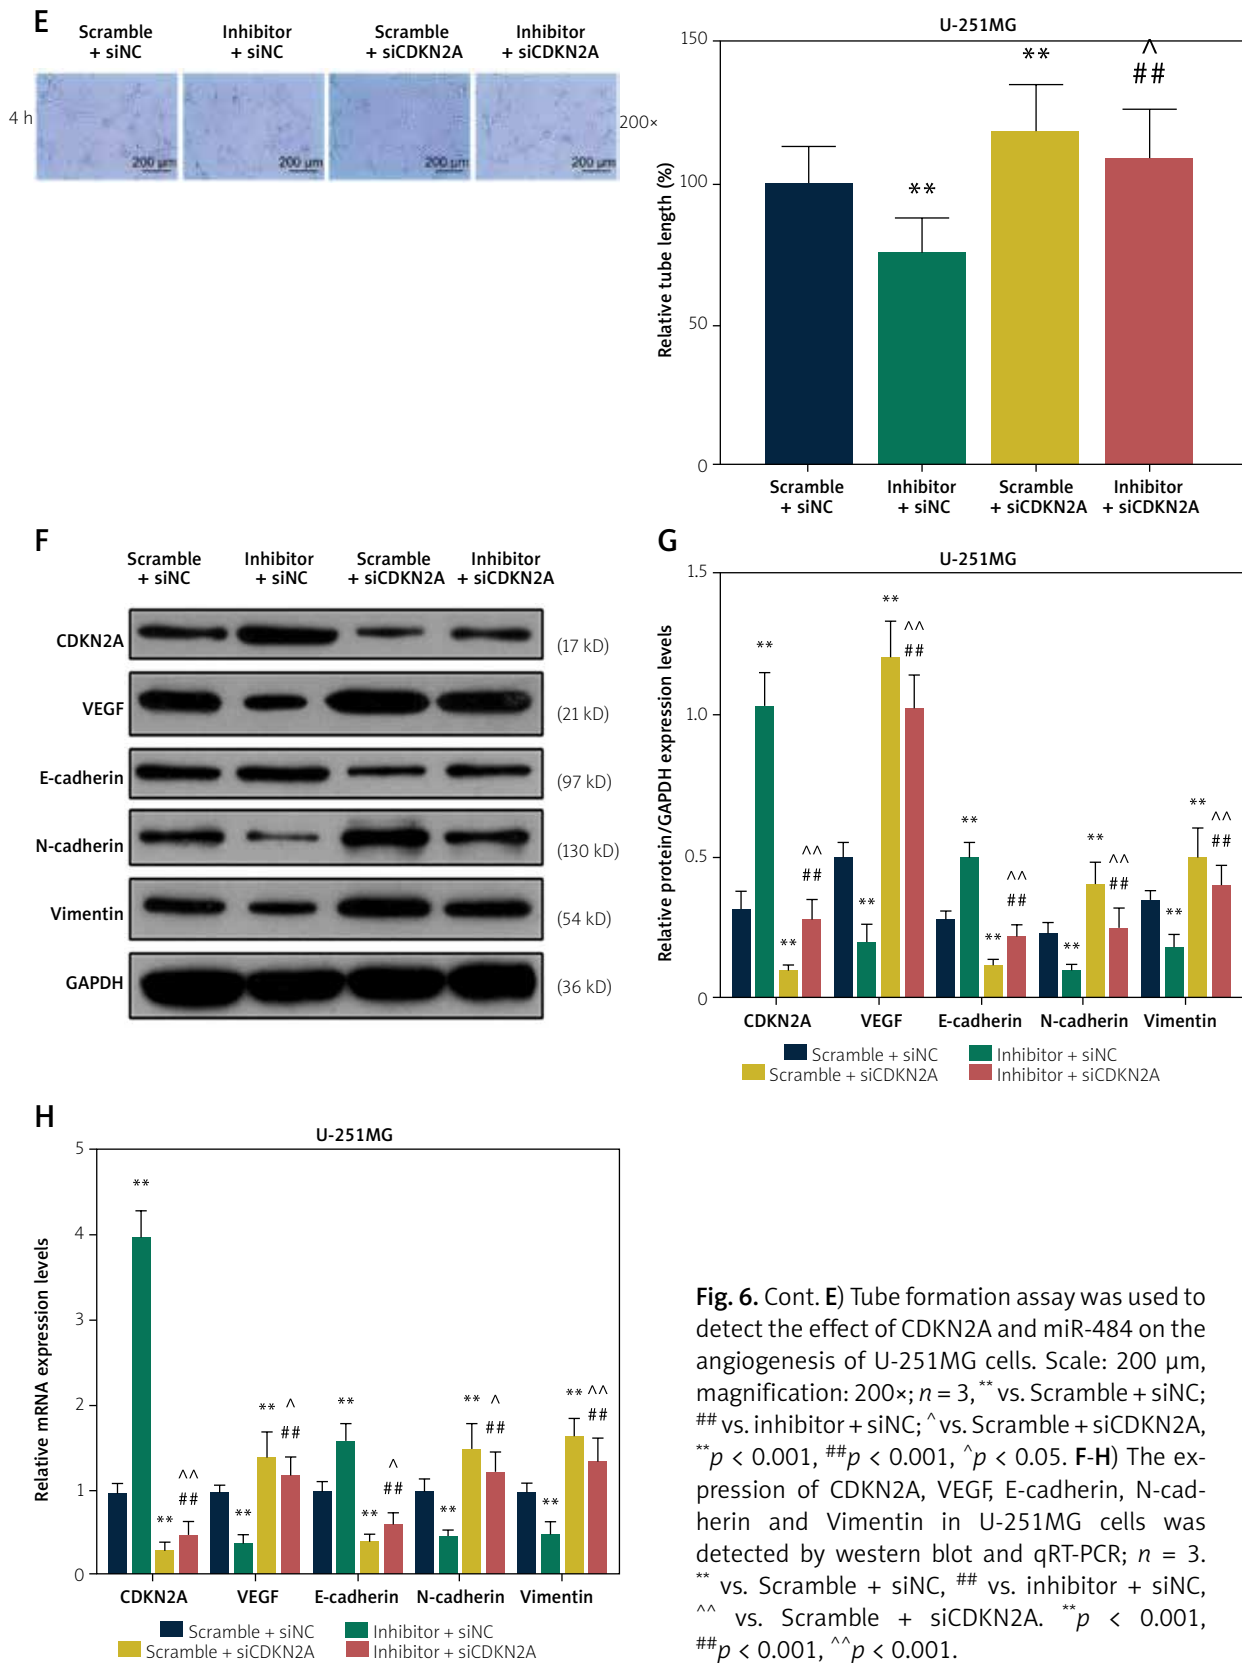 E
Scramble + siNC
Inhibitor + siNC
Scramble + siCDKN2A
Inhibitor + siCDKN2A
4 h
200 µm
200 µm
200 µm
200 µm
200×
U-251MG
Relative tube length (%)
150
100
50
0
**
**
^
##
Scramble + siNC
Inhibitor + siNC
Scramble + siCDKN2A
Inhibitor + siCDKN2A
F
Scramble + siNC
Inhibitor + siNC
Scramble + siCDKN2A
Inhibitor + siCDKN2A
CDKN2A (17 kD)
VEGF (21 kD)
E-cadherin (97 kD)
N-cadherin (130 kD)
Vimentin (54 kD)
GAPDH (36 kD)
G
U-251MG
Relative protein/GAPDH expression levels
1.5
1.0
0.5
0
** ** ^^ ##
** ** ^^ ##
** ** ^^ ##
** ** ^^ ##
** ** ^^ ##
CDKN2A VEGF E-cadherin N-cadherin Vimentin
Scramble + siNC Inhibitor + siNC
Scramble + siCDKN2A Inhibitor + siCDKN2A
H
U-251MG
Relative mRNA expression levels
5
4
3
2
1
0
** ** ^^ ##
** ** ^ ##
** ** ^ ##
** ** ^ ##
** ** ^^ ##
CDKN2A VEGF E-cadherin N-cadherin Vimentin
Scramble + siNC Inhibitor + siNC
Scramble + siCDKN2A Inhibitor + siCDKN2A
Fig. 6. Cont. E) Tube formation assay was used to
detect the effect of CDKN2A and miR-484 on the
angiogenesis of U-251MG cells. Scale: 200 µm,
magnification: 200×; n = 3, ** vs. Scramble + siNC;
## vs. inhibitor + siNC; ^ vs. Scramble + siCDKN2A,
**p < 0.001, ##p < 0.001, ^p < 0.05. F-H) The ex-
pression of CDKN2A, VEGF, E-cadherin, N-cad-
herin and Vimentin in U-251MG cells was
detected by western blot and qRT-PCR; n = 3.
** vs. Scramble + siNC, ## vs. inhibitor + siNC,
^^ vs. Scramble + siCDKN2A. **p < 0.001,
##p < 0.001, ^^p < 0.001.